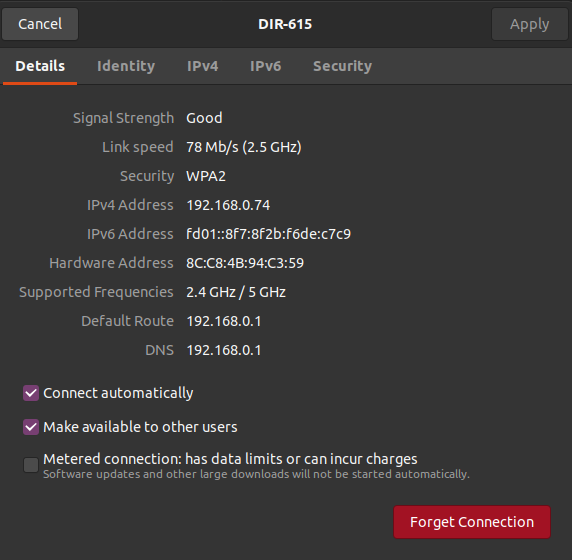 Cancel DIR-615 Apply
Details Identity IPv4 IPv6 Security
Signal Strength Good
Link speed 78 Mb/s (2.5 GHz)
Security WPA2
IPv4 Address 192.168.0.74
IPv6 Address fd01::8f7:8f2b:f6de:c7c9
Hardware Address 8C:C8:4B:94:C3:59
Supported Frequencies 2.4 GHz / 5 GHz
Default Route 192.168.0.1
DNS 192.168.0.1
Connect automatically
Make available to other users
Metered connection: has data limits or can incur charges
Software updates and other large downloads will not be started automatically.
Forget Connection